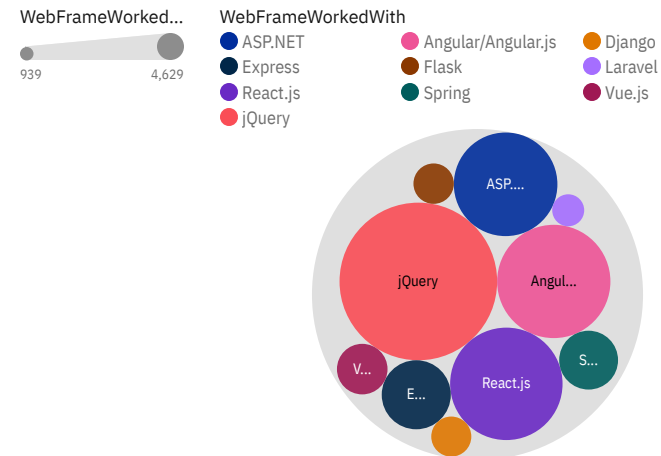 WebFrameWorked...
939
4,629
WebFrameWorkedWith
ASP.NET
Angular/Angular.js
Django
Express
Flask
Laravel
React.js
Spring
Vue.js
jQuery
ASP....
jQuery
Angul...
V...
E...
React.js
S...